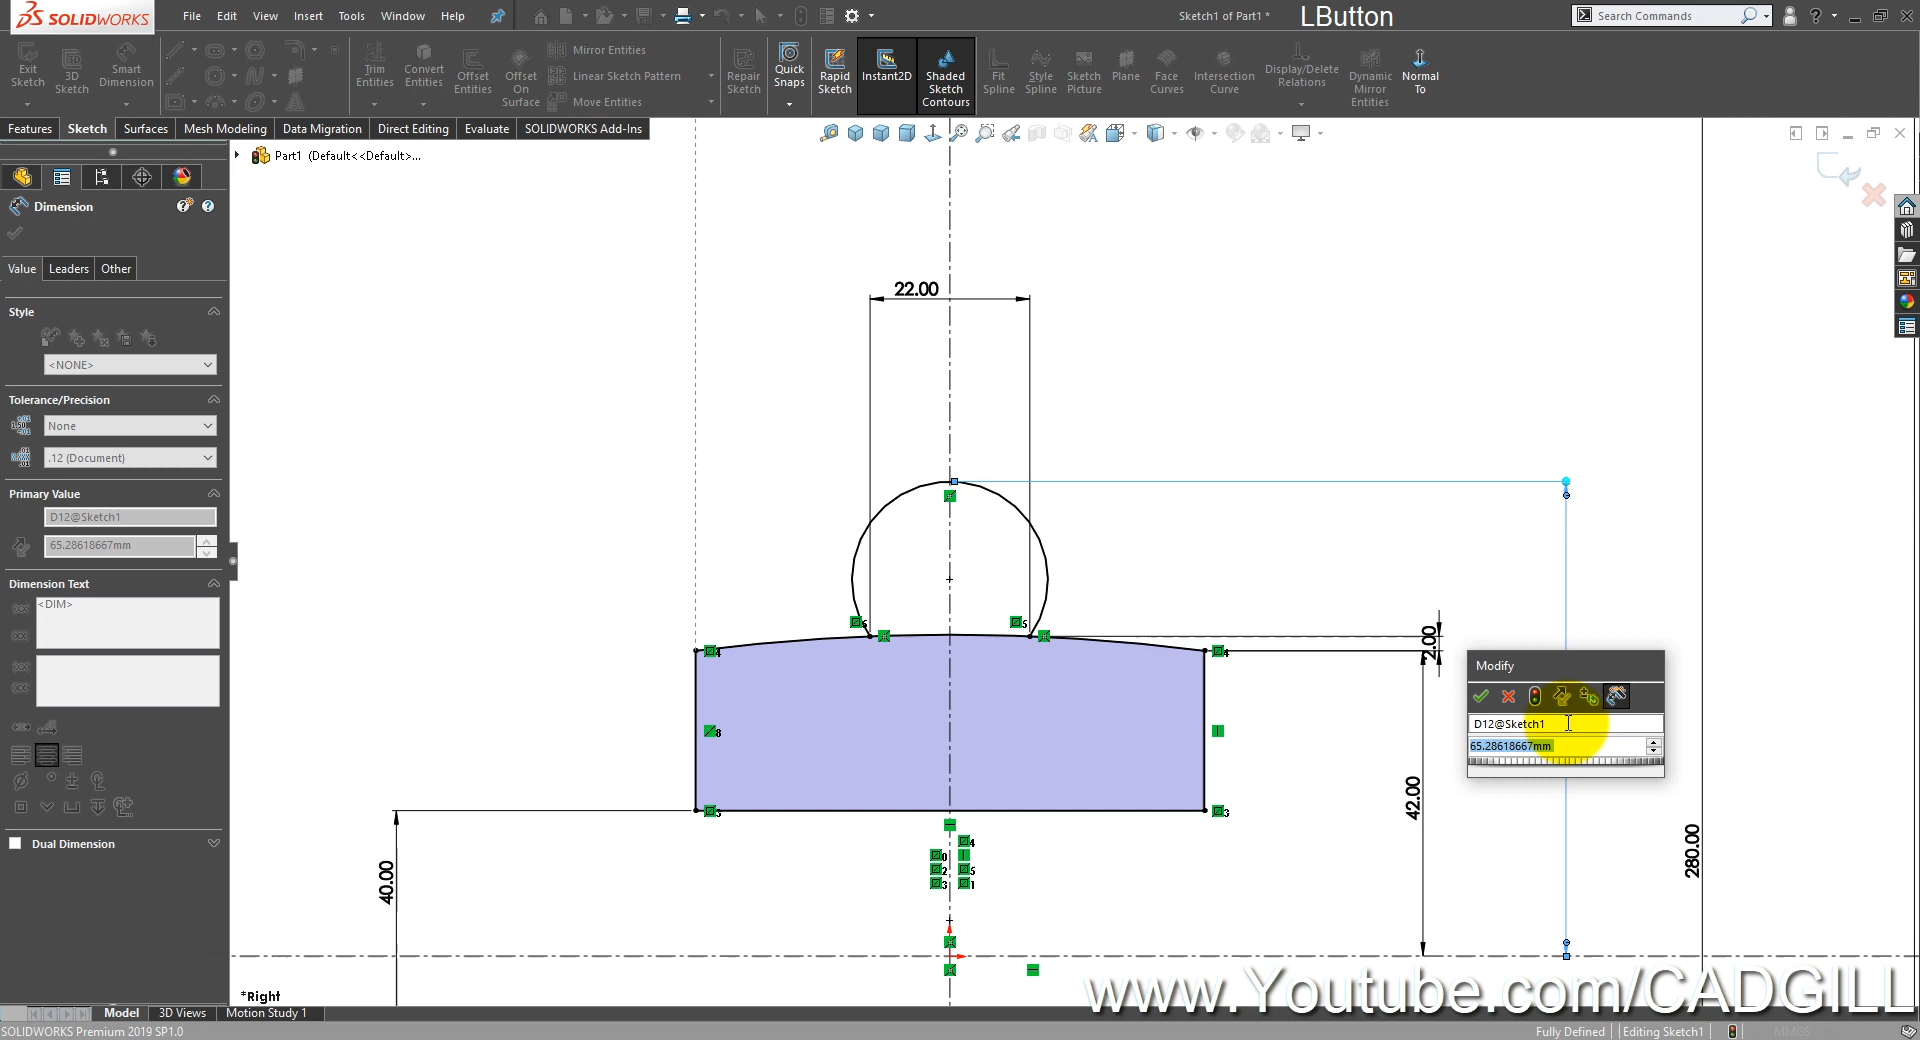 SOLIDWORKS File Edit View Insert Tools Window Help Sketch1 of Part1 * LButton Search Commands
Exit Sketch 3D Sketch Smart Dimension Trim Entities Convert Entities Offset Entities Offset On Surface Mirror Entities Linear Sketch Pattern Move Entities Repair Sketch Quick Snaps Rapid Sketch Instant2D Shaded Sketch Contours Fit Spline Style Spline Sketch Picture Plane Face Curves Intersection Curve Display/Delete Relations Dynamic Mirror Entities Normal To
Features Sketch Surfaces Mesh Modeling Data Migration Direct Editing Evaluate SOLIDWORKS Add-Ins
Part1 (Default<<Default>...
Dimension
Value Leaders Other
Style
<NONE>
Tolerance/Precision
None
.12 (Document)
Primary Value
D12@Sketch1
65.28618667mm
Dimension Text
<DIM>
Dual Dimension
22.00
2.00
42.00
40.00
280.00
Modify
D12@Sketch1
65.28618667mm
*Right
www.Youtube.com/CADGILL
Model 3D Views Motion Study 1
SOLIDWORKS Premium 2019 SP1.0 Fully Defined Editing Sketch1 MMGS